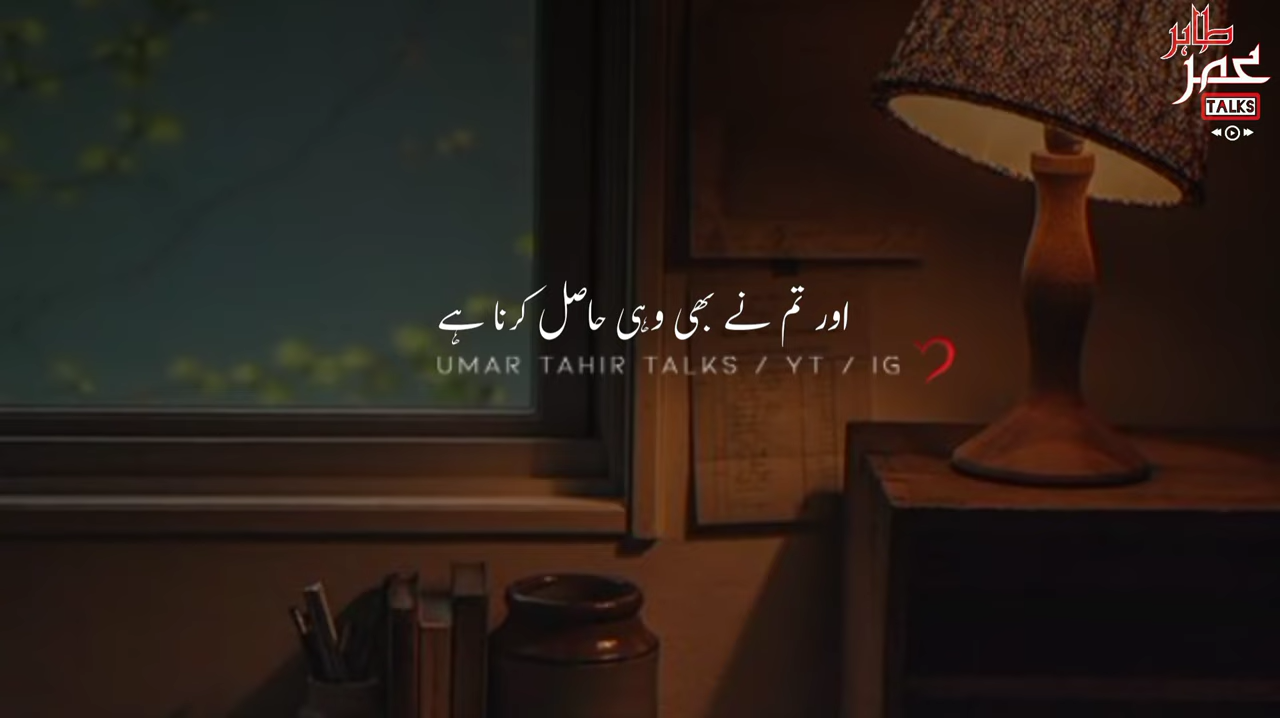 طاہر
عمر
TALKS
اور تم نے بھی وہی حاصل کرنا ہے
UMAR TAHIR TALKS / YT / IG